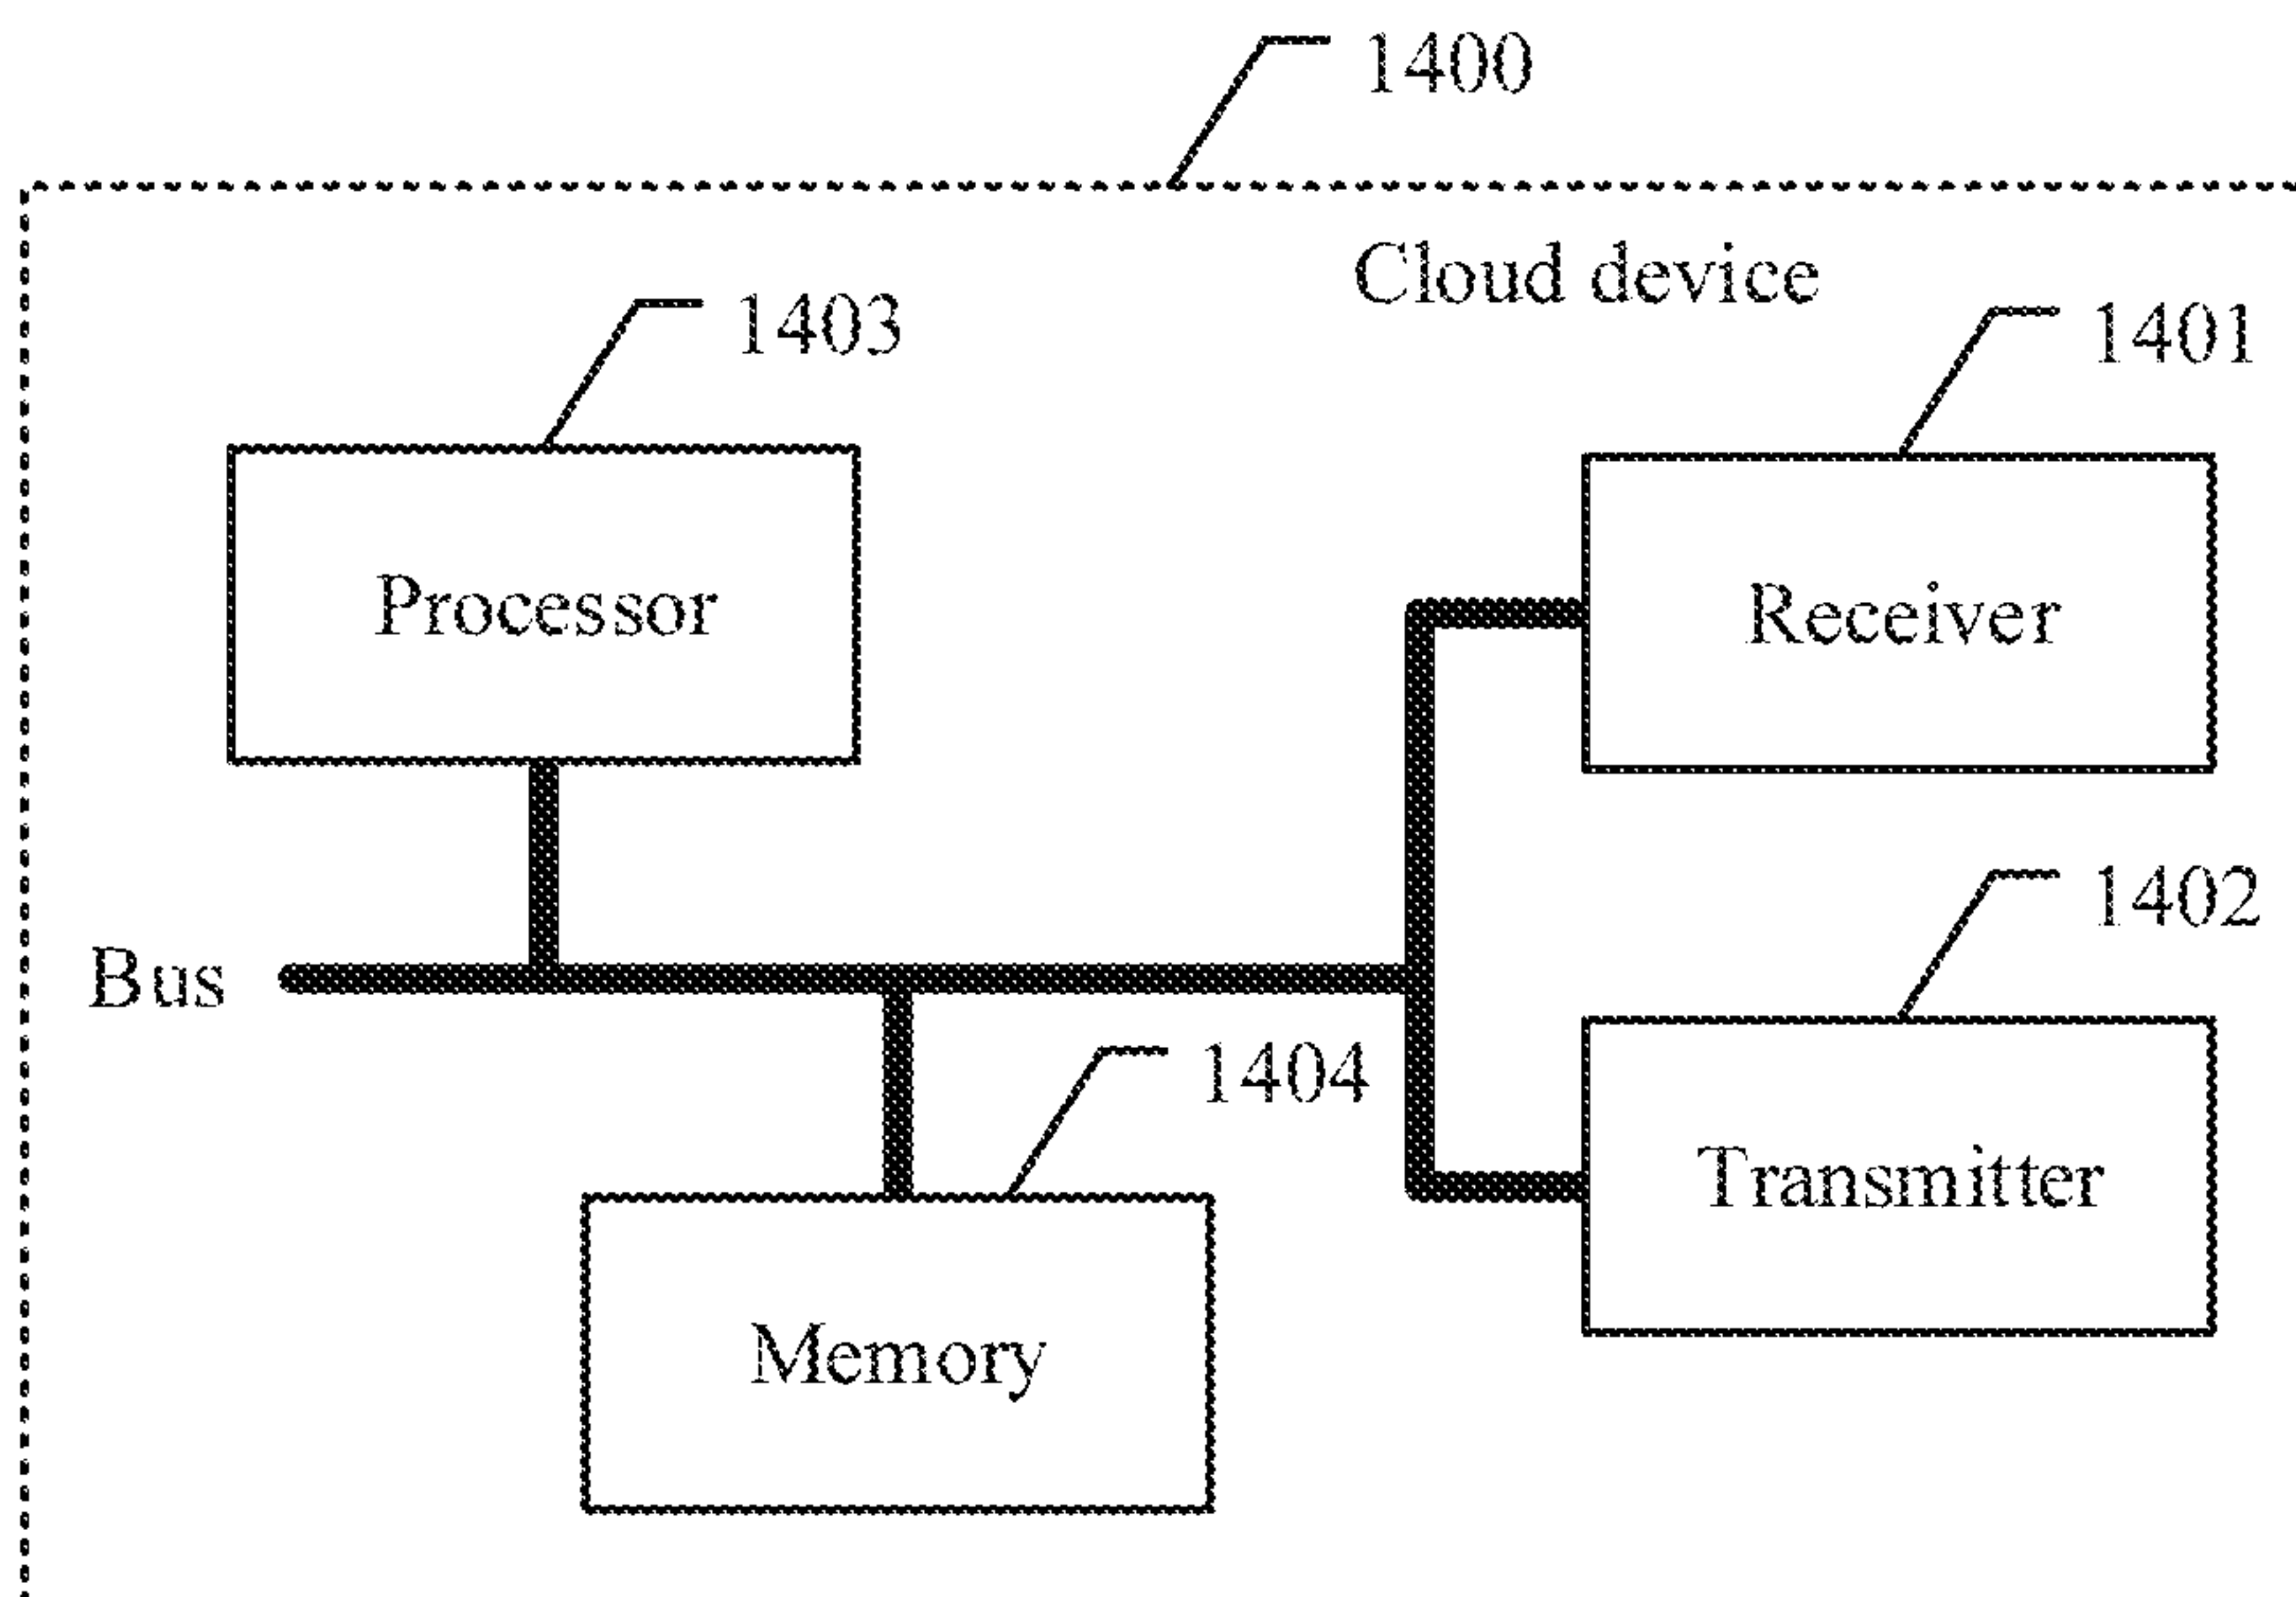 1400
Cloud device
1403
1401
Processor
Receiver
1402
Bus
1404
Transmitter
Memory